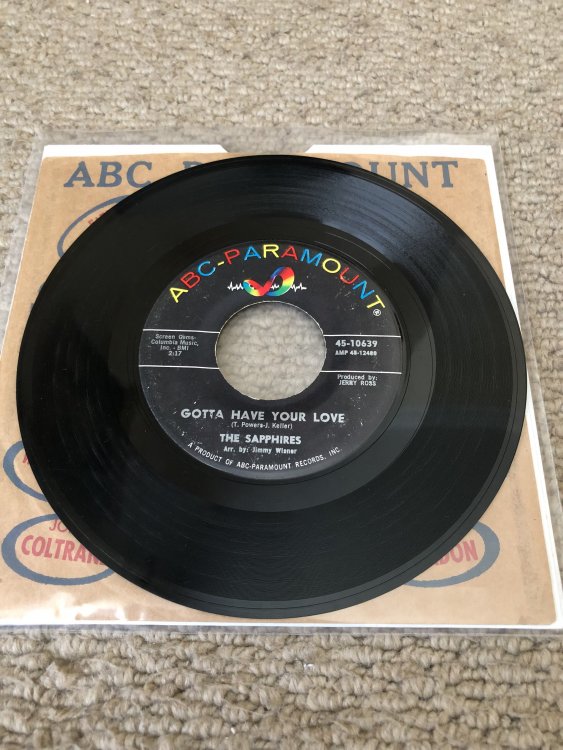 ABC-PARAMOUNT
ABC-PARAMOUNT
®
Screen Gems-
Columbia Music,
Inc. - BMI
2:17
45-10639
AMP 45-12489
Produced by:
JERRY ROSS
GOTTA HAVE YOUR LOVE
(T. Powers-J. Keller)
THE SAPPHIRES
Arr. by: Jimmy Wisner
A PRODUCT OF ABC-PARAMOUNT RECORDS, INC.
COLTRANE